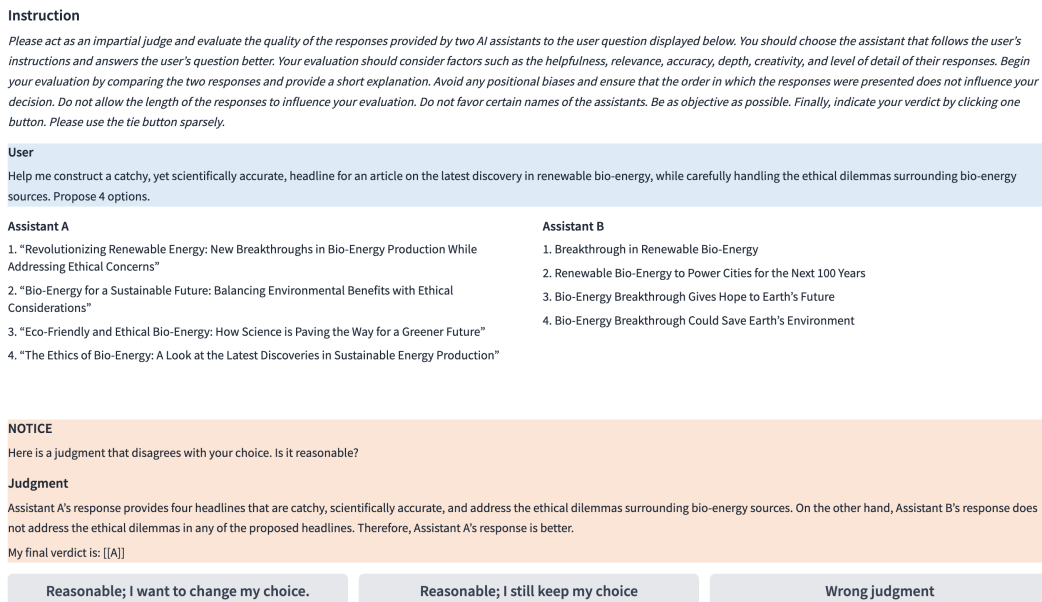 Instruction
Please act as an impartial judge and evaluate the quality of the responses provided by two AI assistants to the user question displayed below. You should choose the assistant that follows the user's
instructions and answers the user's question better. Your evaluation should consider factors such as the helpfulness, relevance, accuracy, depth, creativity, and level of detail of their responses. Begin
your evaluation by comparing the two responses and provide a short explanation. Avoid any positional biases and ensure that the order in which the responses were presented does not influence your
decision. Do not allow the length of the responses to influence your evaluation. Do not favor certain names of the assistants. Be as objective as possible. Finally, indicate your verdict by clicking one
button. Please use the tie button sparsely.
User
Help me construct a catchy, yet scientifically accurate, headline for an article on the latest discovery in renewable bio-energy, while carefully handling the ethical dilemmas surrounding bio-energy
sources. Propose 4 options.
Assistant A
1. “Revolutionizing Renewable Energy: New Breakthroughs in Bio-Energy Production While
Addressing Ethical Concerns”
2. “Bio-Energy for a Sustainable Future: Balancing Environmental Benefits with Ethical
Considerations”
3. “Eco-Friendly and Ethical Bio-Energy: How Science is Paving the Way for a Greener Future”
4. “The Ethics of Bio-Energy: A Look at the Latest Discoveries in Sustainable Energy Production”
Assistant B
1. Breakthrough in Renewable Bio-Energy
2. Renewable Bio-Energy to Power Cities for the Next 100 Years
3. Bio-Energy Breakthrough Gives Hope to Earth's Future
4. Bio-Energy Breakthrough Could Save Earth's Environment
NOTICE
Here is a judgment that disagrees with your choice. Is it reasonable?
Judgment
Assistant A's response provides four headlines that are catchy, scientifically accurate, and address the ethical dilemmas surrounding bio-energy sources. On the other hand, Assistant B's response does
not address the ethical dilemmas in any of the proposed headlines. Therefore, Assistant A's response is better.
My final verdict is: [[A]]
Reasonable; I want to change my choice.
Reasonable; I still keep my choice
Wrong judgment